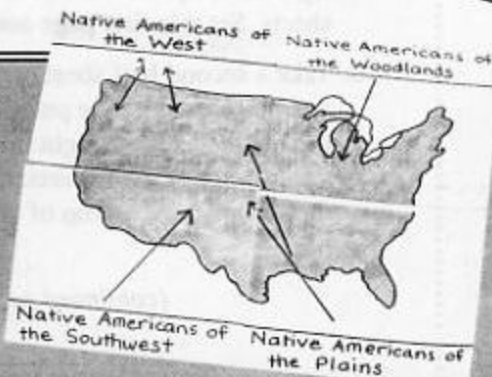 Native Americans of
the West
Native Americans of
the Woodlands
Native Americans of
the Southwest
Native Americans of
the Plains